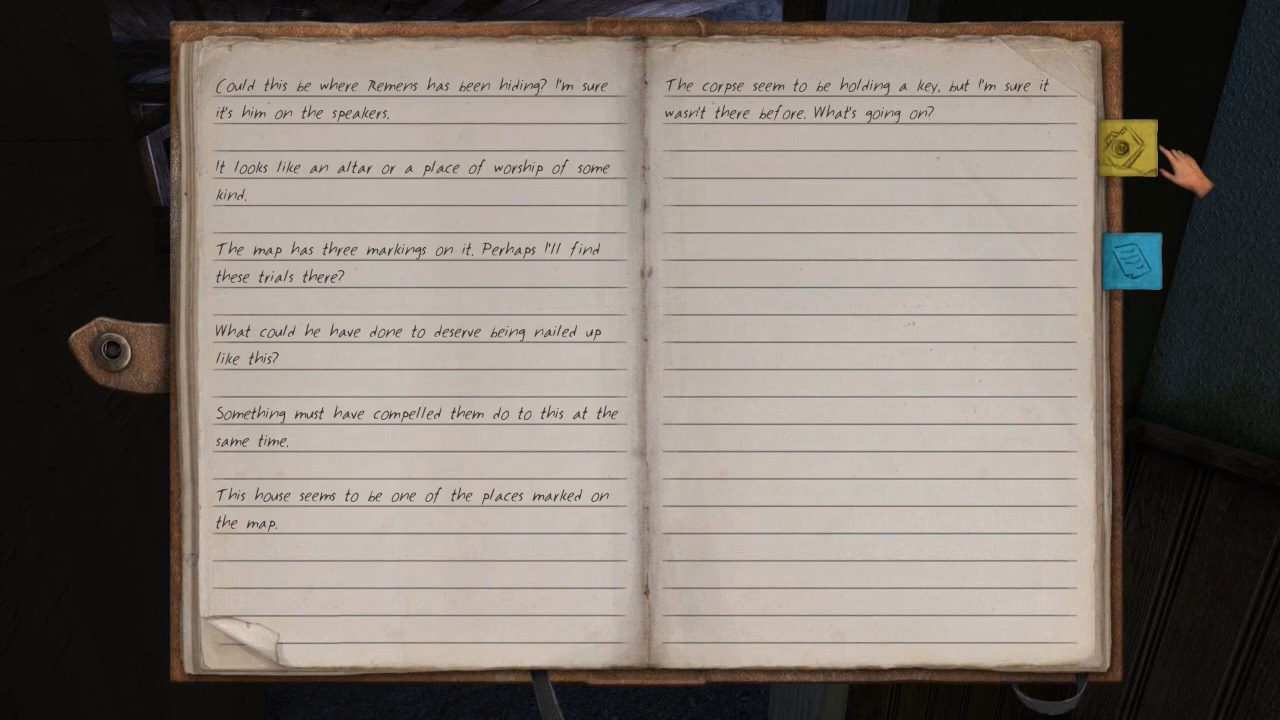 Could this be where Remens has been hiding? I'm sure
it's him on the speakers.
It looks like an altar or a place of worship of some
kind.
The map has three markings on it. Perhaps I'll find
these trials there?
What could he have done to deserve being nailed up
like this?
Something must have compelled them do to this at the
same time.
This house seems to be one of the places marked on
the map.
The corpse seem to be holding a key, but I'm sure it
wasn't there before. What's going on?